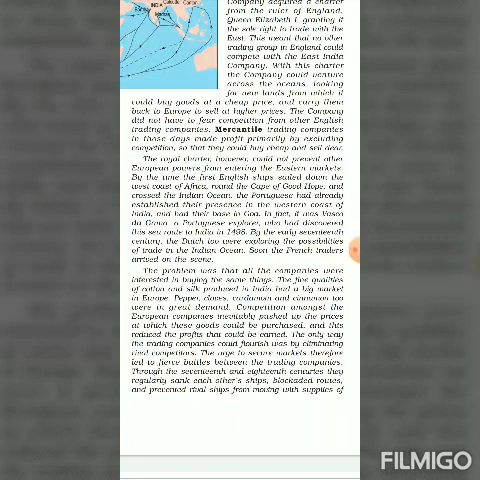 INDIA
Bombay
Calcutta
Canton
Madras
Company acquired a charter
from the ruler of England,
Queen Elizabeth I, granting it
the sole right to trade with the
East. This meant that no other
trading group in England could
compete with the East India
Company. With this charter
the Company could venture
across the oceans, looking
for new lands from which it
could buy goods at a cheap price, and carry them
back to Europe to sell at higher prices. The Company
did not have to fear competition from other English
trading companies. Mercantile trading companies
in those days made profit primarily by excluding
competition, so that they could buy cheap and sell dear.
The royal charter, however, could not prevent other
European powers from entering the Eastern markets.
By the time the first English ships sailed down the
west coast of Africa, round the Cape of Good Hope, and
crossed the Indian Ocean, the Portuguese had already
established their presence in the western coast of
India, and had their base in Goa. In fact, it was Vasco
da Gama, a Portuguese explorer, who had discovered
this sea route to India in 1498. By the early seventeenth
century, the Dutch too were exploring the possibilities
of trade in the Indian Ocean. Soon the French traders
arrived on the scene.
The problem was that all the companies were
interested in buying the same things. The fine qualities
of cotton and silk produced in India had a big market
in Europe. Pepper, cloves, cardamom and cinnamon too
were in great demand. Competition amongst the
European companies inevitably pushed up the prices
at which these goods could be purchased, and this
reduced the profits that could be earned. The only way
the trading companies could flourish was by eliminating
rival competitors. The urge to secure markets therefore
led to fierce battles between the trading companies.
Through the seventeenth and eighteenth centuries they
regularly sank each other's ships, blockaded routes,
and prevented rival ships from moving with supplies of
FILMIGO